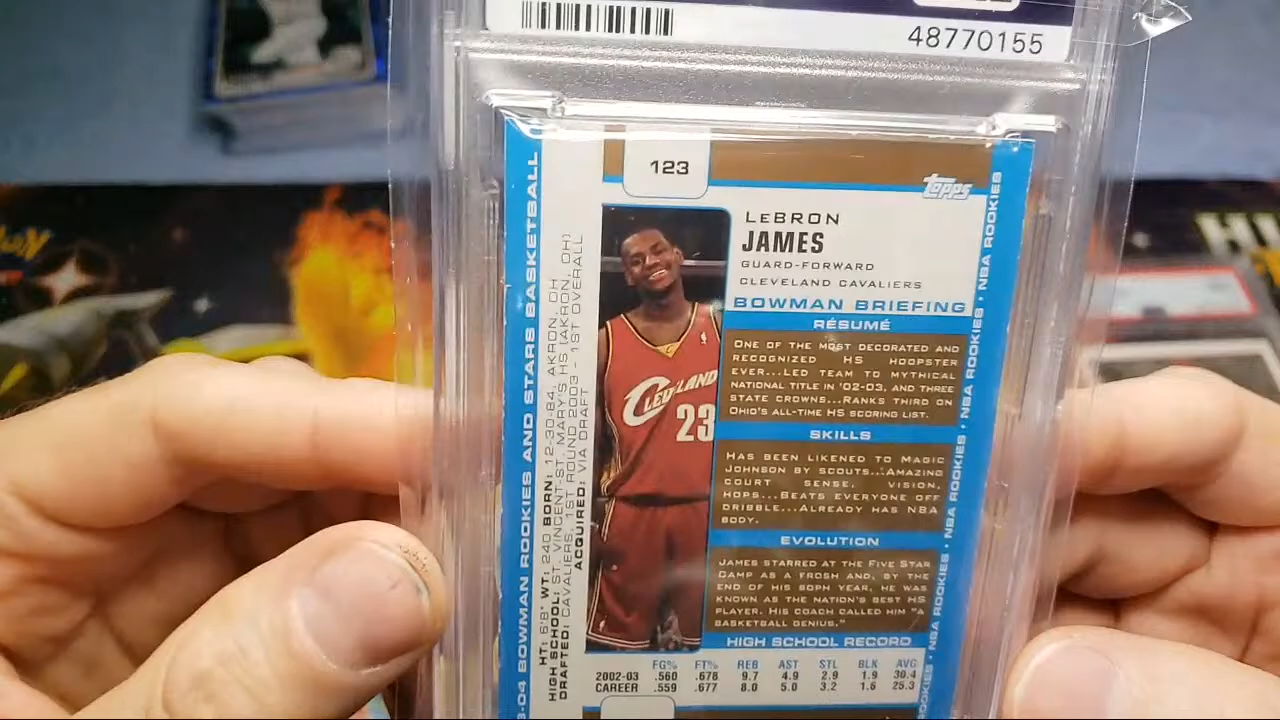 48770155
123
Topps
LeBRON
JAMES
GUARD-FORWARD
CLEVELAND CAVALIERS
BOWMAN BRIEFING
RÉSUMÉ
ONE OF THE MOST DECORATED AND
RECOGNIZED HS HOOPSTER
EVER...LED TEAM TO MYTHICAL
NATIONAL TITLE IN '02-03, AND THREE
STATE CROWNS...RANKS THIRD ON
OHIO'S ALL-TIME HS SCORING LIST.
SKILLS
HAS BEEN LIKENED TO MAGIC
JOHNSON BY SCOUTS...AMAZING
COURT SENSE, VISION,
HOPS...BEATS EVERYONE OFF
DRIBBLE...ALREADY HAS NBA
BODY.
EVOLUTION
JAMES STARRED AT THE FIVE STAR
CAMP AS A FROSH AND, BY THE
END OF HIS SOPH YEAR, HE WAS
KNOWN AS THE NATION'S BEST HS
PLAYER. HIS COACH CALLED HIM "A
BASKETBALL GENIUS."
HIGH SCHOOL RECORD
FG% FT% REB AST STL BLK AVG
2002-03 .560 .678 9.7 4.9 2.9 1.9 30.4
CAREER .559 .677 8.0 5.0 3.2 1.6 25.3
3-04 BOWMAN ROOKIES AND STARS BASKETBALL
HT: 6'8" WT: 240 BORN: 12-30-84, AKRON, OH
HIGH SCHOOL: ST. VINCENT-ST. MARY'S HS (AKRON, OH)
DRAFTED: CAVALIERS, 1ST ROUND 2003 - 1ST OVERALL
ACQUIRED: VIA DRAFT
CLEVELAND
23
ROOKIES • NBA ROOKIES • NBA ROOKIES • NBA ROOKIES • NBA ROOKIES